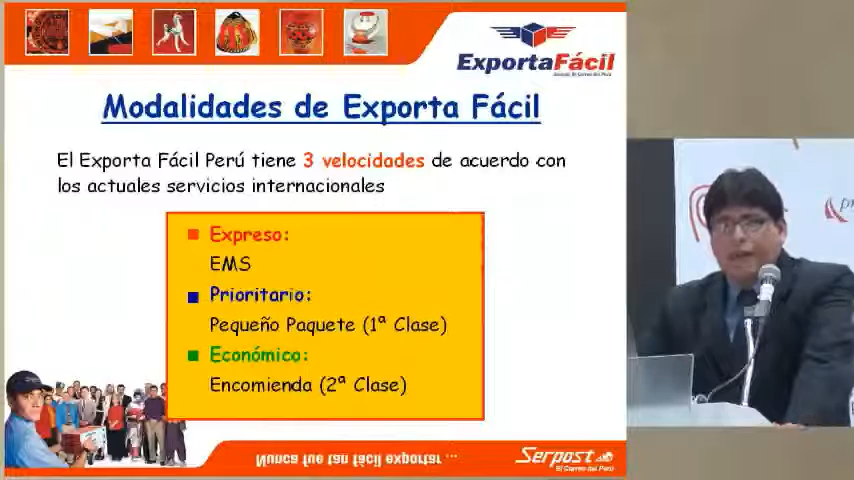 ExportaFácil
Modalidades de Exporta Fácil
El Exporta Fácil Perú tiene 3 velocidades de acuerdo con
los actuales servicios internacionales
Expreso:
EMS
Prioritario:
Pequeño Paquete (1ª Clase)
Económico:
Encomienda (2ª Clase)
Nunca fue tan fácil exportar ...
Serpost
El Correo del Perú